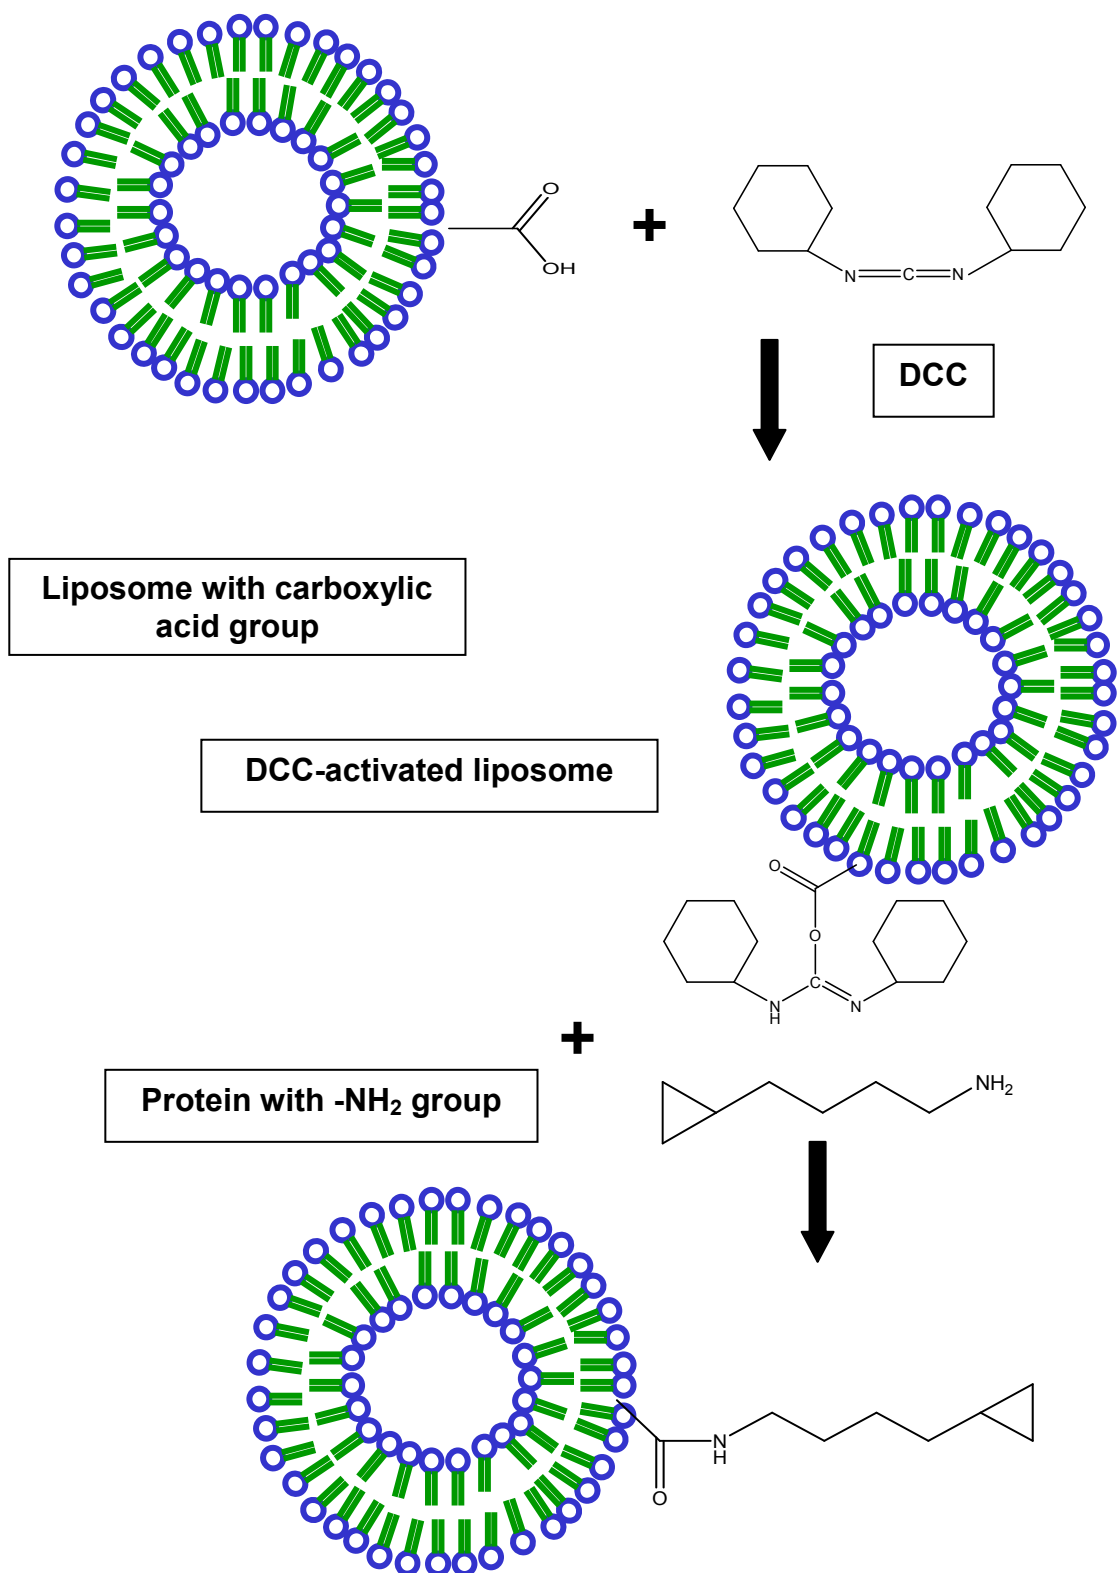 O
OH
+
N
C
N
DCC
Liposome with carboxylic
acid group
DCC-activated liposome
O
O
N
H
C
N
+
Protein with -NH₂ group
NH₂
N
H
O